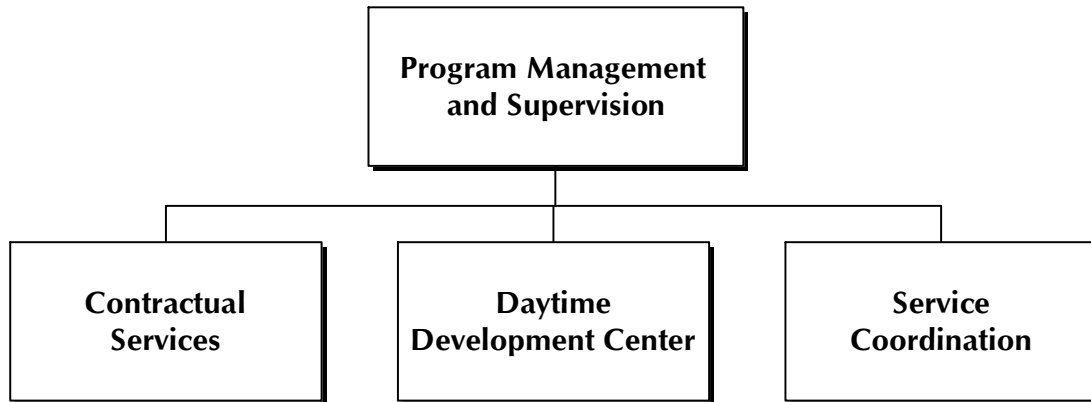 Program Management
and Supervision
Contractual
Services
Daytime
Development Center
Service
Coordination